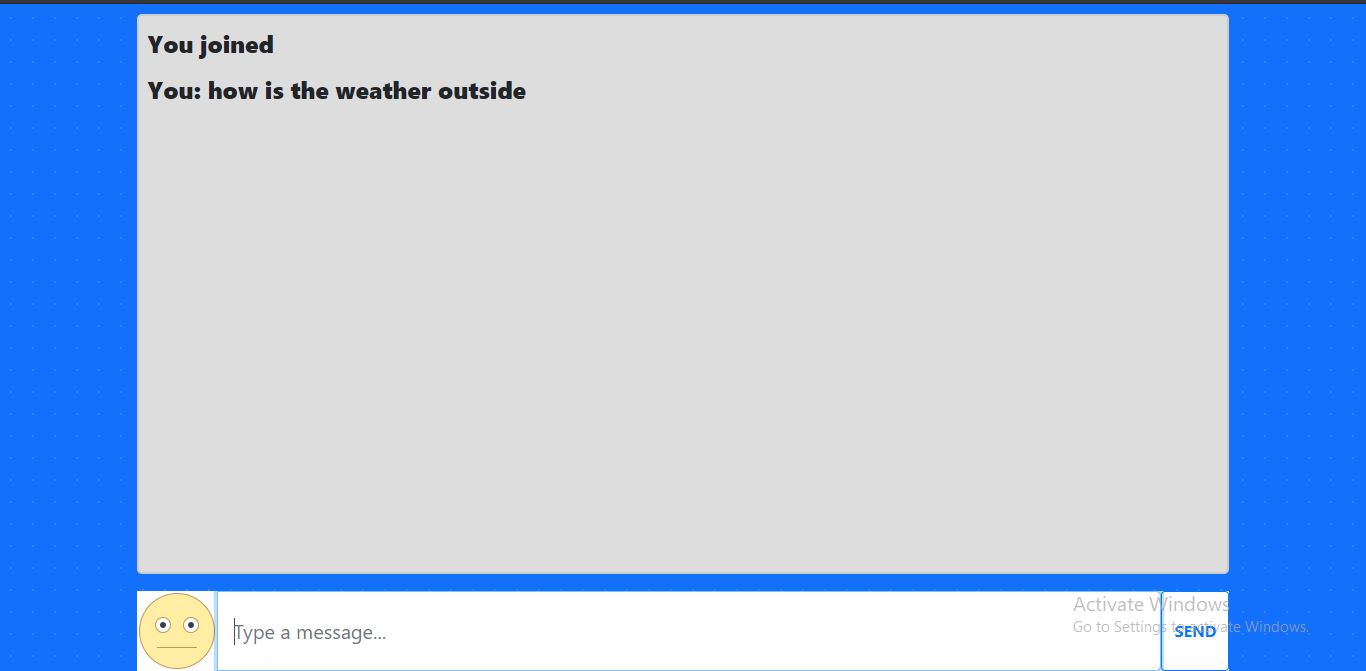 You joined
You: how is the weather outside
Type a message...
SEND
Activate Windows
Go to Settings to activate Windows.